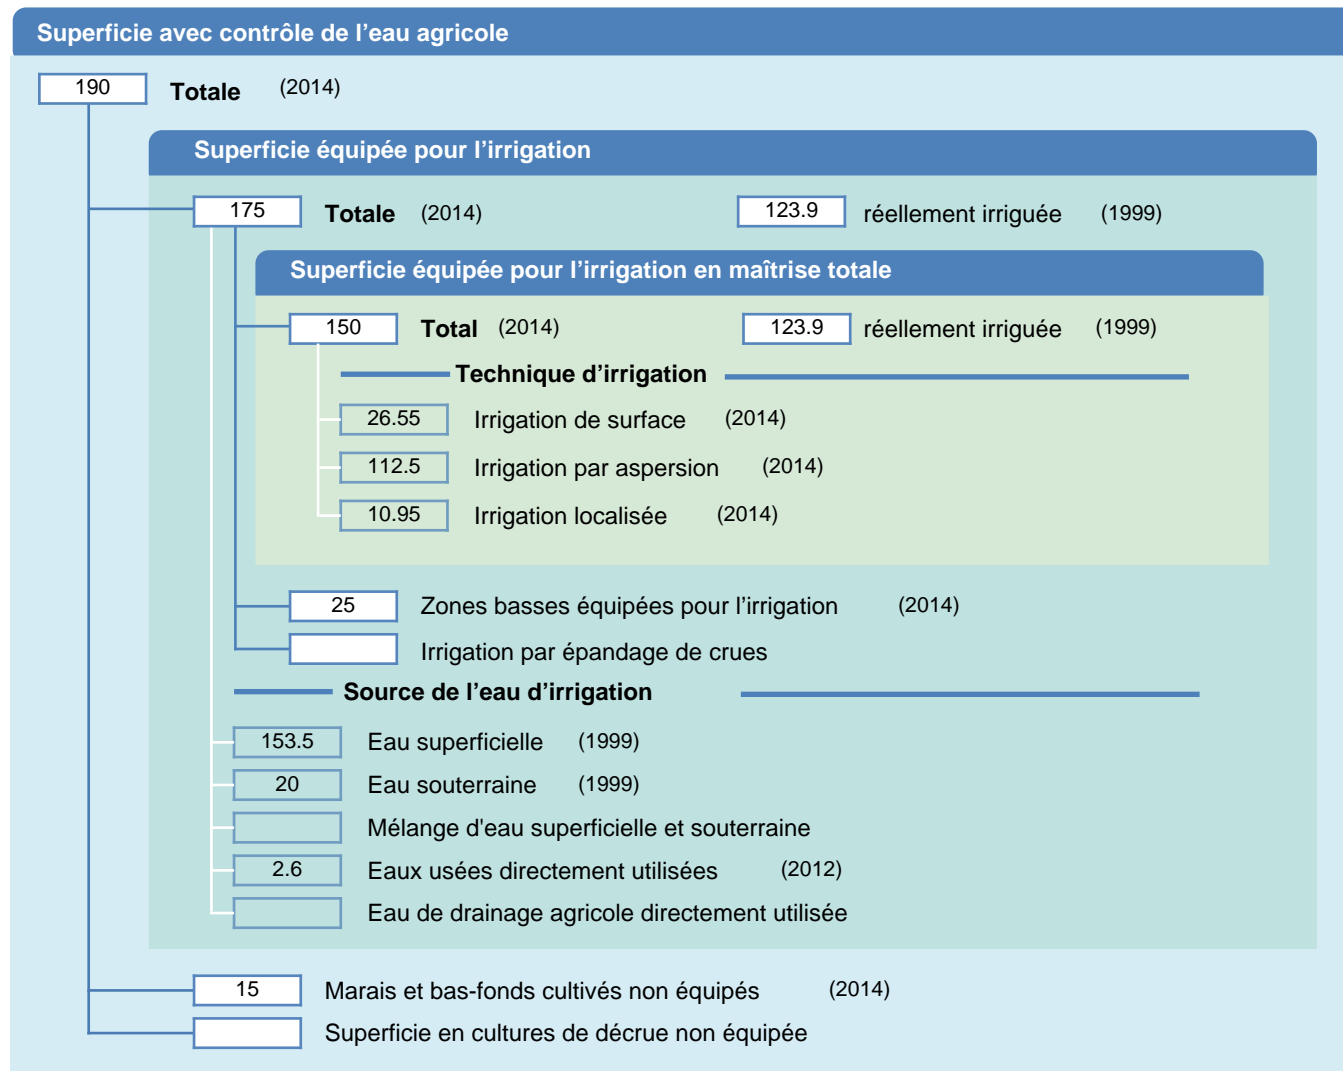 Superficie avec contrôle de l'eau agricole
190 Totale (2014)
Superficie équipée pour l'irrigation
175 Totale (2014) 123.9 réellement irriguée (1999)
Superficie équipée pour l'irrigation en maîtrise totale
150 Total (2014) 123.9 réellement irriguée (1999)
Technique d'irrigation
26.55 Irrigation de surface (2014)
112.5 Irrigation par aspersion (2014)
10.95 Irrigation localisée (2014)
25 Zones basses équipées pour l'irrigation (2014)
Irrigation par épandage de crues
Source de l'eau d'irrigation
153.5 Eau superficielle (1999)
20 Eau souterraine (1999)
Mélange d'eau superficielle et souterraine
2.6 Eaux usées directement utilisées (2012)
Eau de drainage agricole directement utilisée
15 Marais et bas-fonds cultivés non équipés (2014)
Superficie en cultures de décrue non équipée